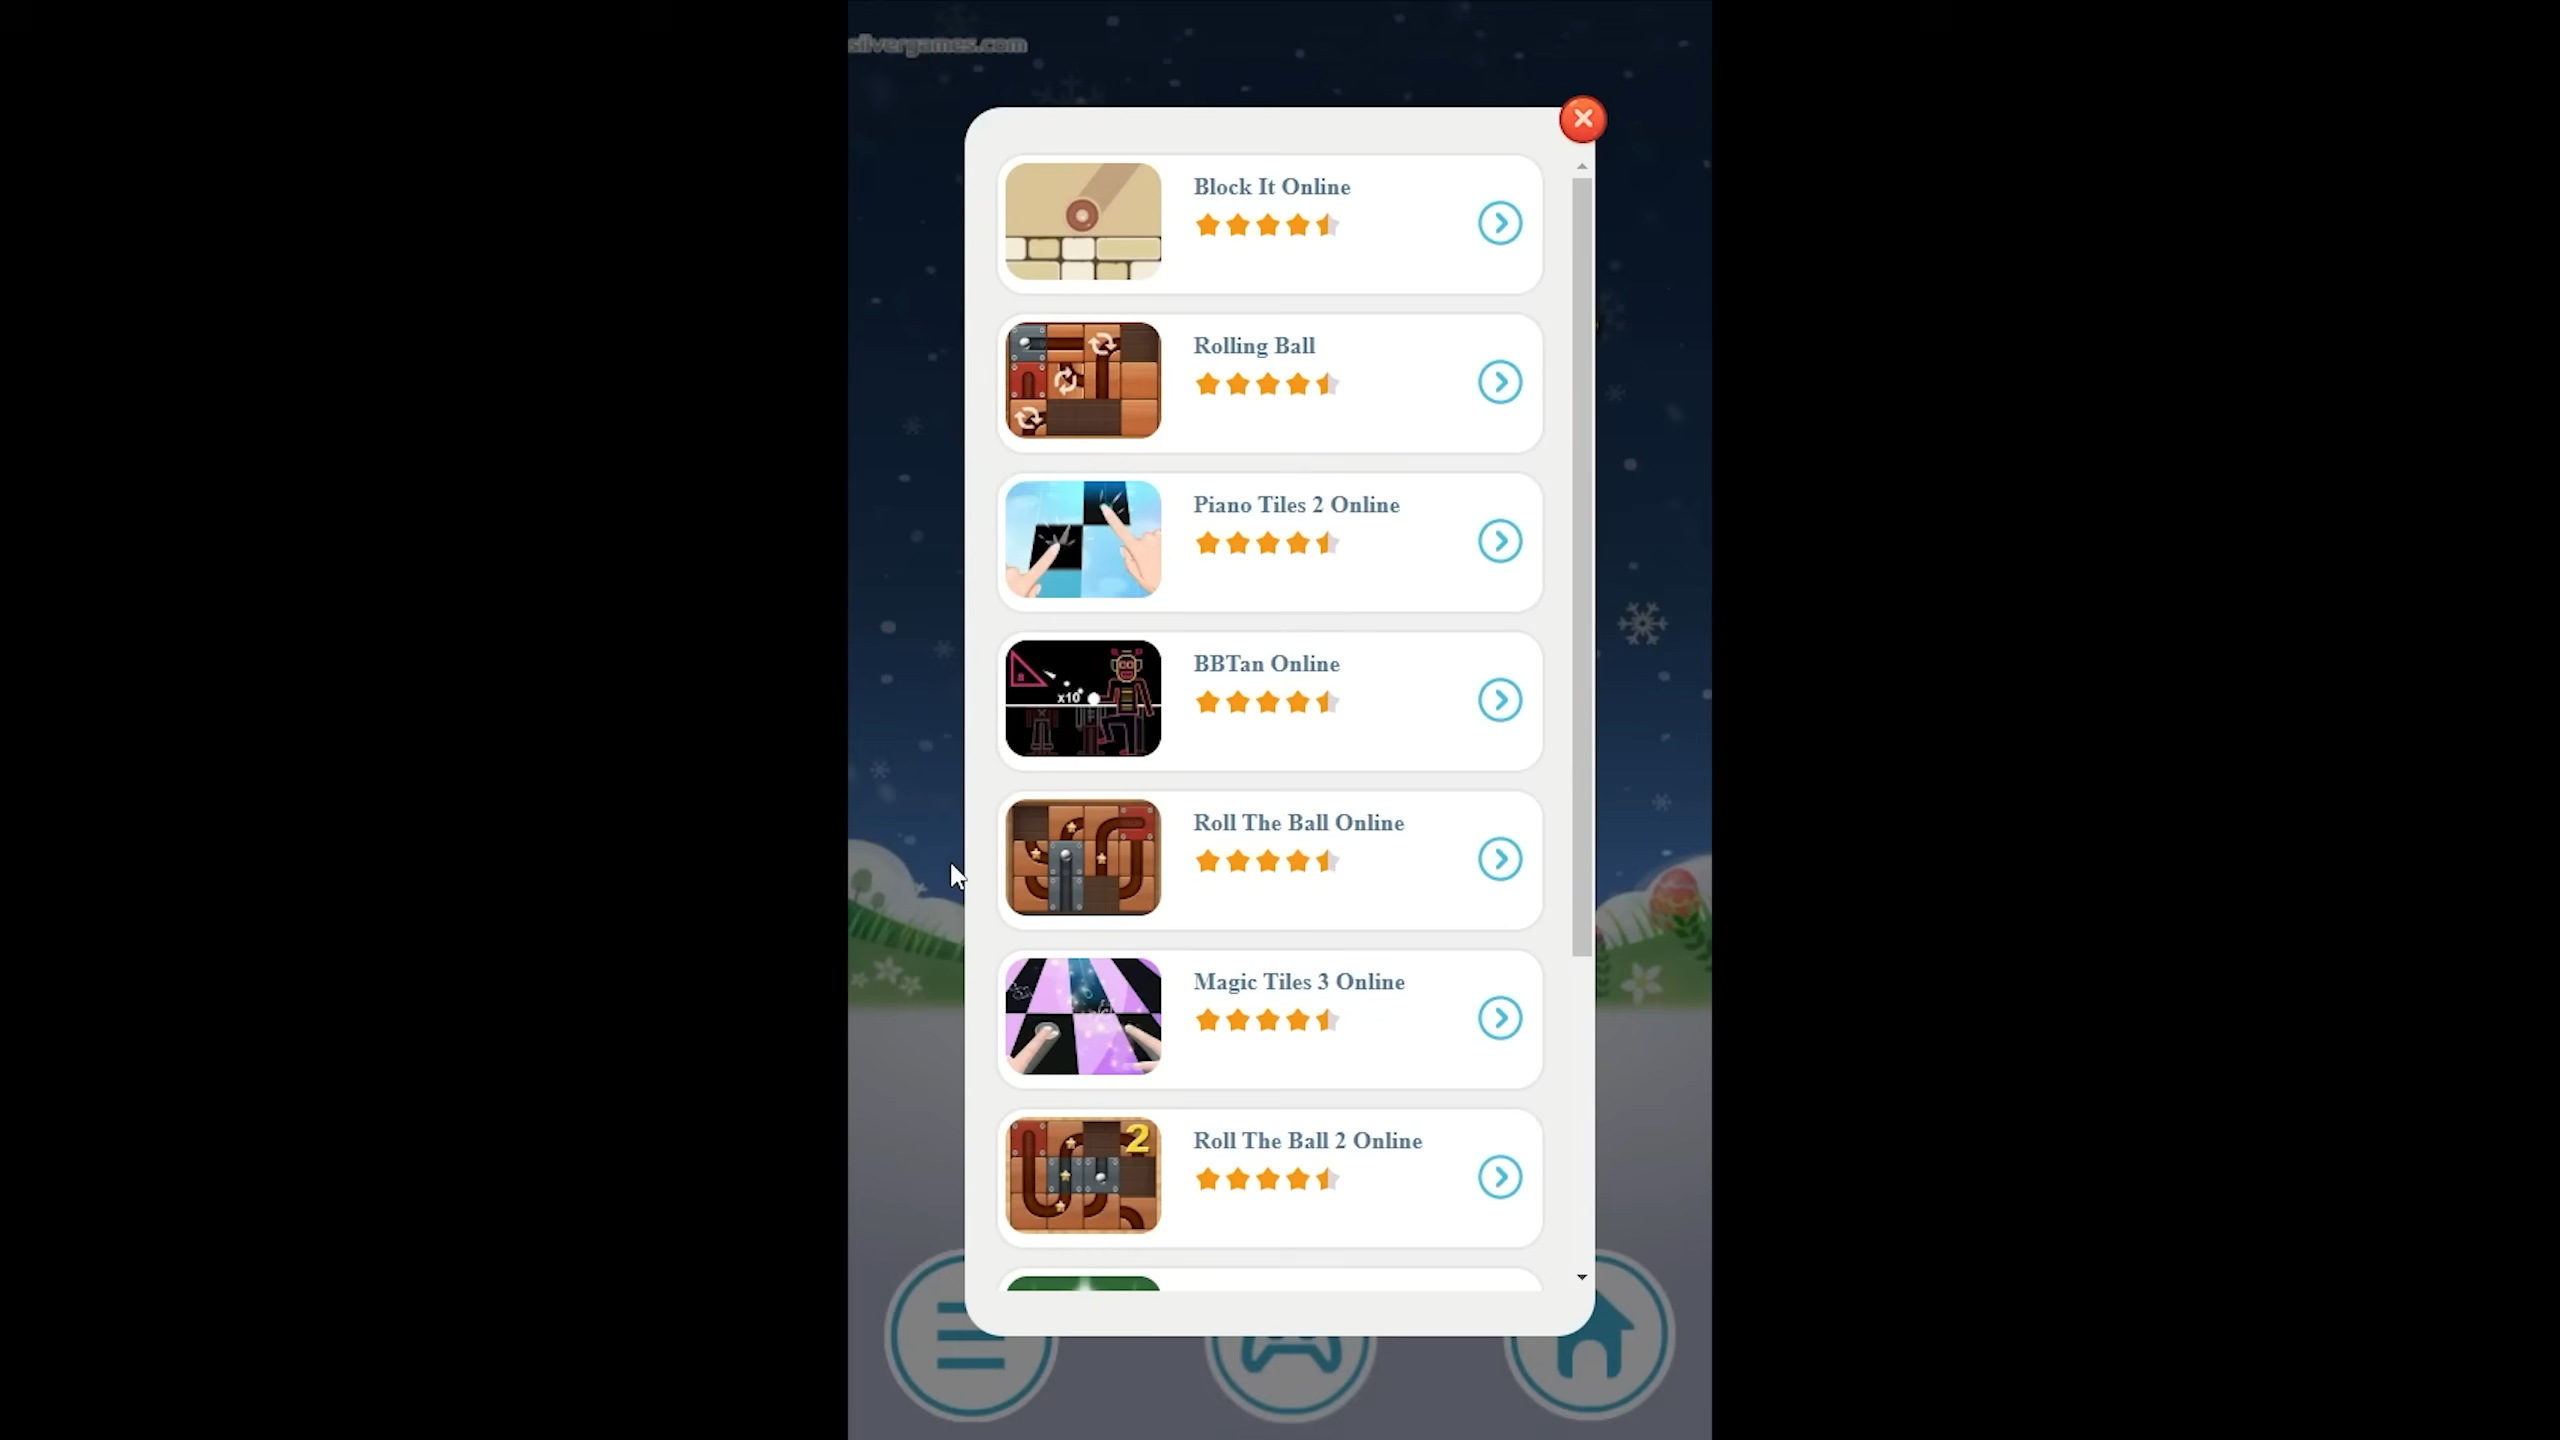 silvergames.com
Block It Online
Rolling Ball
Piano Tiles 2 Online
x10
BBTan Online
Roll The Ball Online
Magic Tiles 3 Online
2
Roll The Ball 2 Online